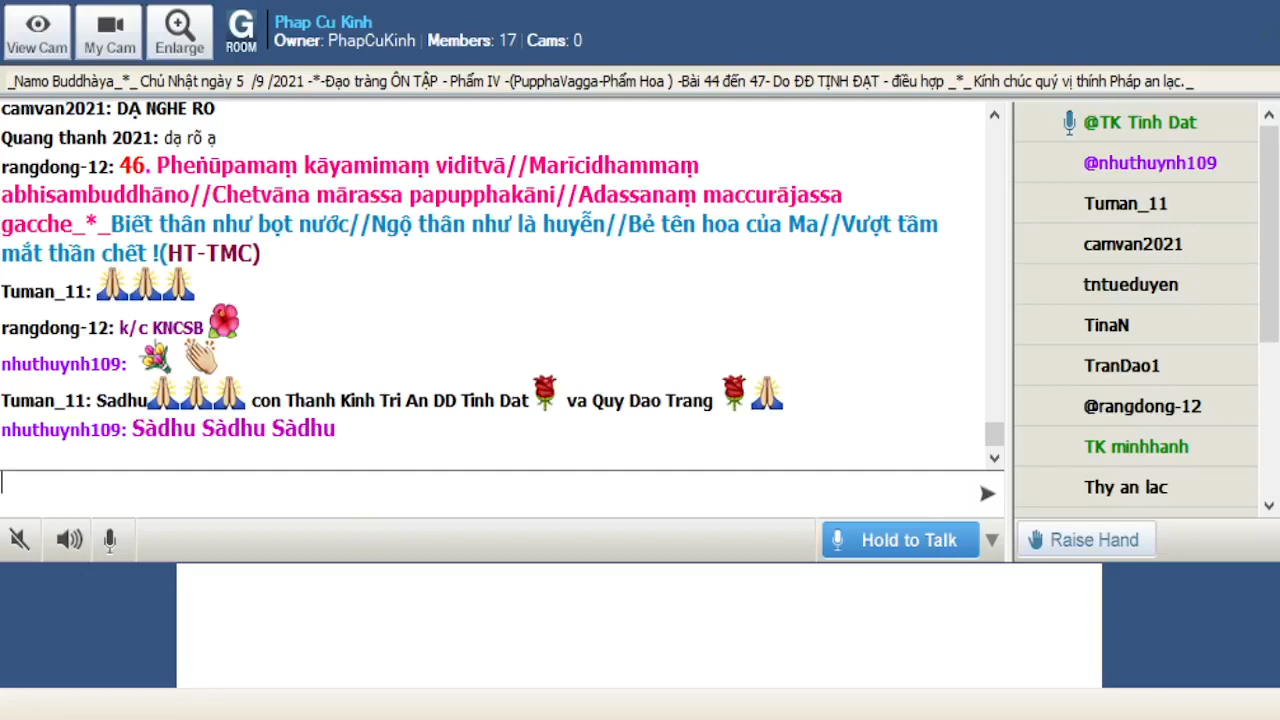 View Cam
My Cam
Enlarge
G
ROOM
Phap Cu Kinh
Owner: PhapCuKinh Members: 17 Cams: 0
_Namo Buddhàya_*_ Chủ Nhật ngày 5 /9 /2021 -*-Đạo tràng ÔN TẬP - Phẩm IV -(PupphaVagga-Phẩm Hoa ) -Bài 44 đến 47- Do ĐĐ TỊNH ĐẠT - điều hợp _*_ Kính chúc quý vị thính Pháp an lạc._
camvan2021: DẠ NGHE RO
Quang thanh 2021: dạ rõ ạ
rangdong-12: 46. Pheṅūpamaṃ kāyamimaṃ viditvā//Marīcidhammaṃ
abhisambuddhāno//Chetvāna mārassa papupphakāni//Adassanaṃ maccurājassa
gacche_*_Biết thân như bọt nước//Ngộ thân như là huyễn//Bẻ tên hoa của Ma//Vượt tầm
mắt thần chết !(HT-TMC)
Tuman_11:
rangdong-12: k/c KNCSB
nhuthuynh109:
Tuman_11: Sadhu con Thanh Kinh Tri An DD Tinh Dat va Quy Dao Trang
nhuthuynh109: Sàdhu Sàdhu Sàdhu
Hold to Talk
@TK Tinh Dat
@nhuthuynh109
Tuman_11
camvan2021
tntueduyen
TinaN
TranDao1
@rangdong-12
TK minhhanh
Thy an lac
Raise Hand